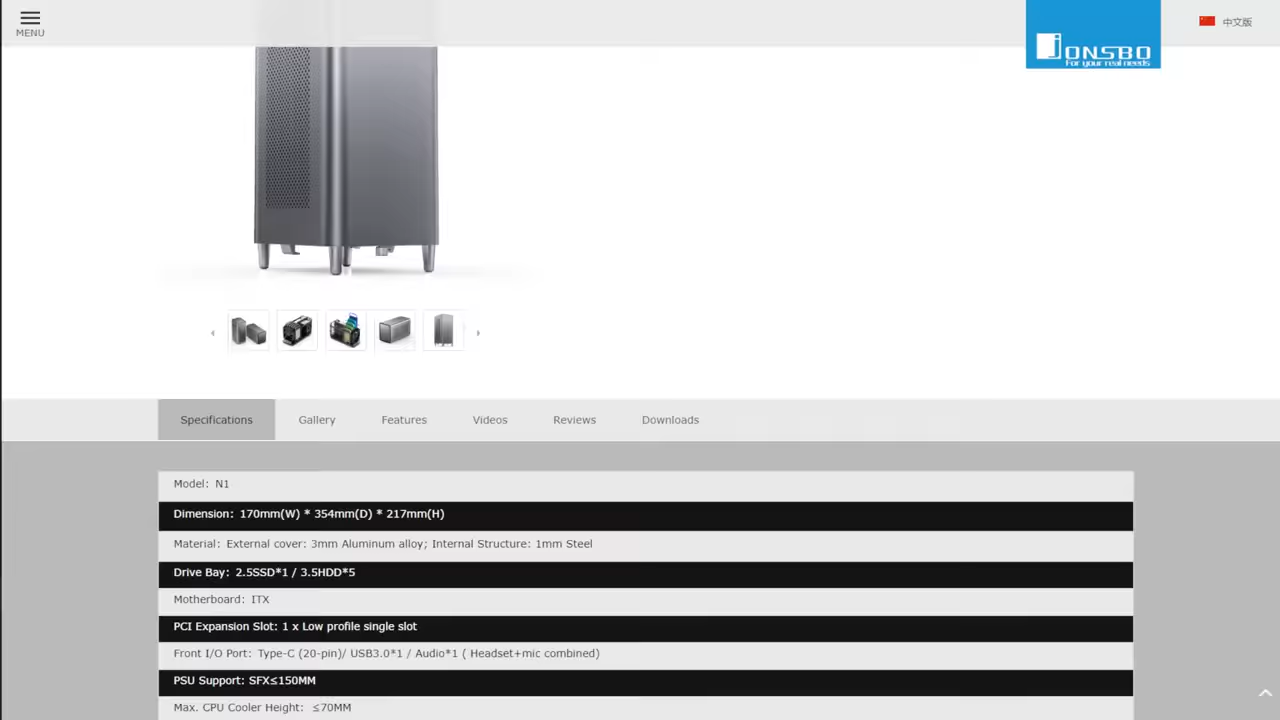 MENU
JONSBO
For your real needs
中文版
Specifications
Gallery
Features
Videos
Reviews
Downloads
Model: N1
Dimension: 170mm(W) * 354mm(D) * 217mm(H)
Material: External cover: 3mm Aluminum alloy; Internal Structure: 1mm Steel
Drive Bay: 2.5SSD*1 / 3.5HDD*5
Motherboard: ITX
PCI Expansion Slot: 1 x Low profile single slot
Front I/O Port: Type-C (20-pin)/ USB3.0*1 / Audio*1 ( Headset+mic combined)
PSU Support: SFX≤150MM
Max. CPU Cooler Height: ≤70MM